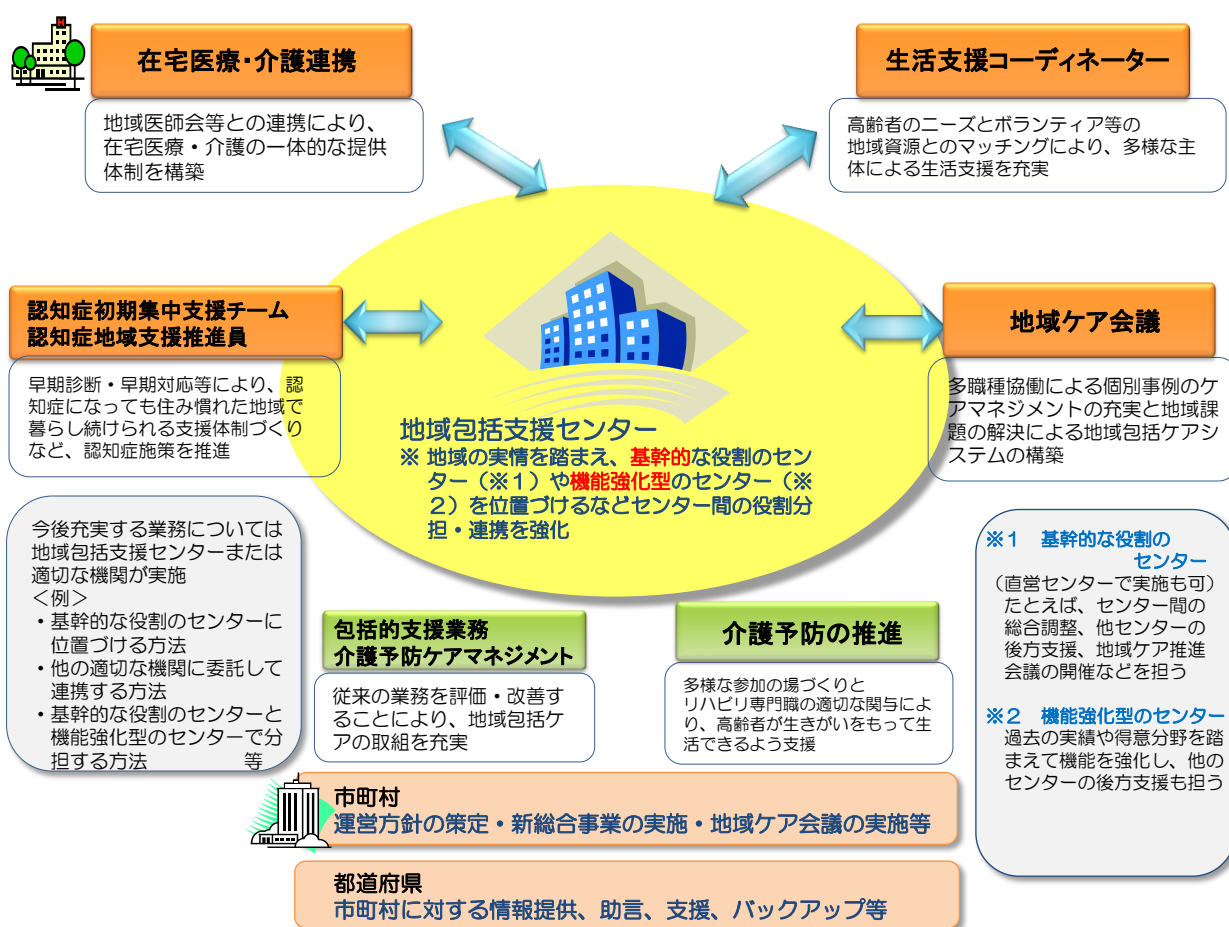 H
在宅医療・介護連携
地域医師会等との連携により、
在宅医療・介護の一体的な提供
体制を構築
生活支援コーディネーター
高齢者のニーズとボランティア等の
地域資源とのマッチングにより、多様な主
体による生活支援を充実
認知症初期集中支援チーム
認知症地域支援推進員
早期診断・早期対応等により、認
知症になっても住み慣れた地域で
暮らし続けられる支援体制づくり
など、認知症施策を推進
地域ケア会議
多職種協働による個別事例のケ
アマネジメントの充実と地域課
題の解決による地域包括ケアシ
ステムの構築
地域包括支援センター
※ 地域の実情を踏まえ、基幹的な役割のセン
ター（※１）や機能強化型のセンター（※
２）を位置づけるなどセンター間の役割分
担・連携を強化
今後充実する業務については
地域包括支援センターまたは
適切な機関が実施
＜例＞
・基幹的な役割のセンターに
位置づける方法
・他の適切な機関に委託して
連携する方法
・基幹的な役割のセンターと
機能強化型のセンターで分
担する方法 等
※１ 基幹的な役割の
センター
（直営センターで実施も可）
たとえば、センター間の
総合調整、他センターの
後方支援、地域ケア推進
会議の開催などを担う
※２ 機能強化型のセンター
過去の実績や得意分野を踏
まえて機能を強化し、他の
センターの後方支援も担う
包括的支援業務
介護予防ケアマネジメント
従来の業務を評価・改善す
ることにより、地域包括ケ
アの取組を充実
介護予防の推進
多様な参加の場づくりと
リハビリ専門職の適切な関与によ
り、高齢者が生きがいをもって生
活できるよう支援
市町村
運営方針の策定・新総合事業の実施・地域ケア会議の実施等
都道府県
市町村に対する情報提供、助言、支援、バックアップ等